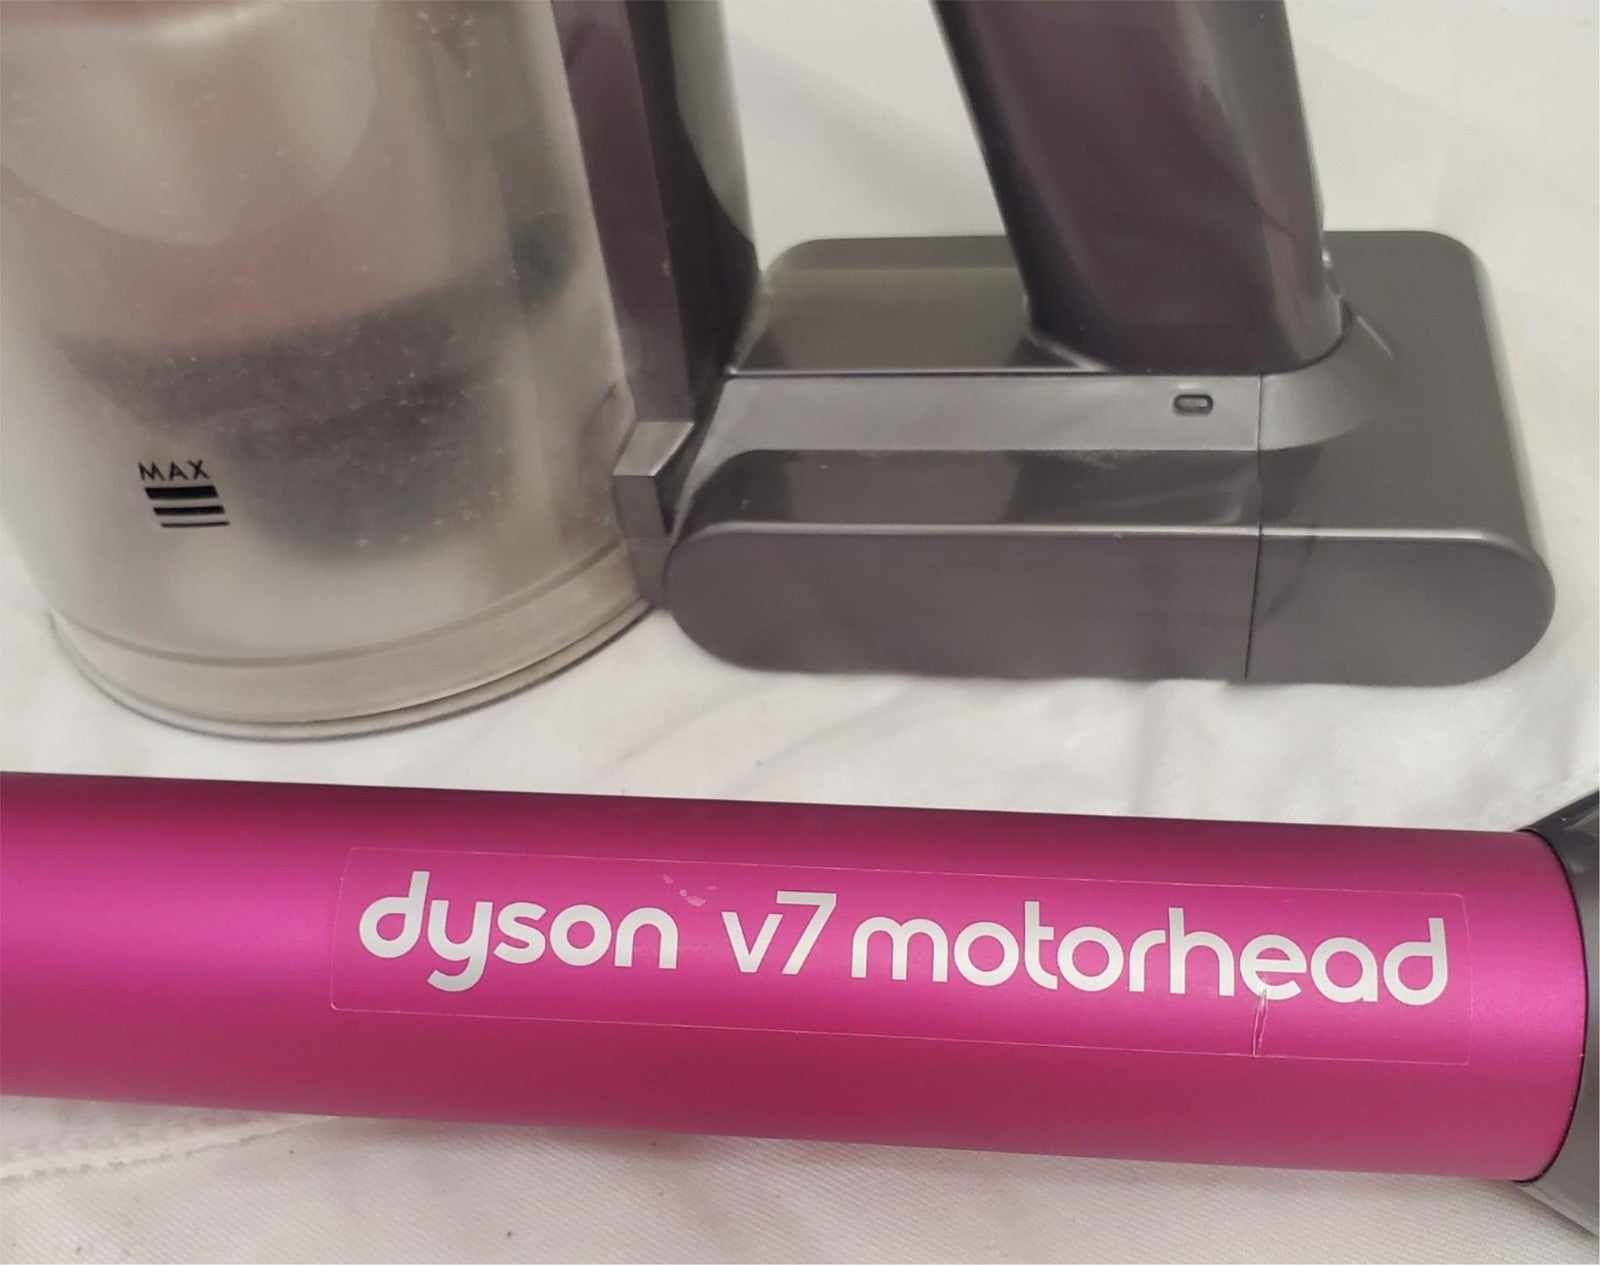 MAX
dyson v7 motorhead